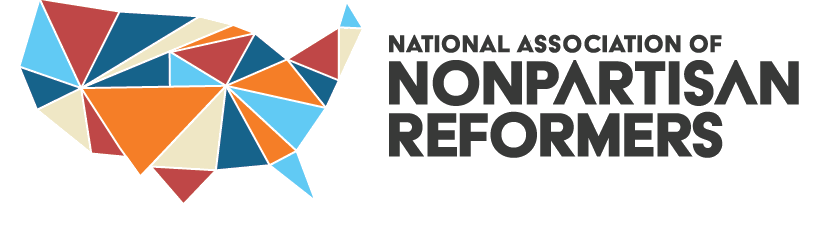 NATIONAL ASSOCIATION OF
NONPARTISAN
REFORMERS